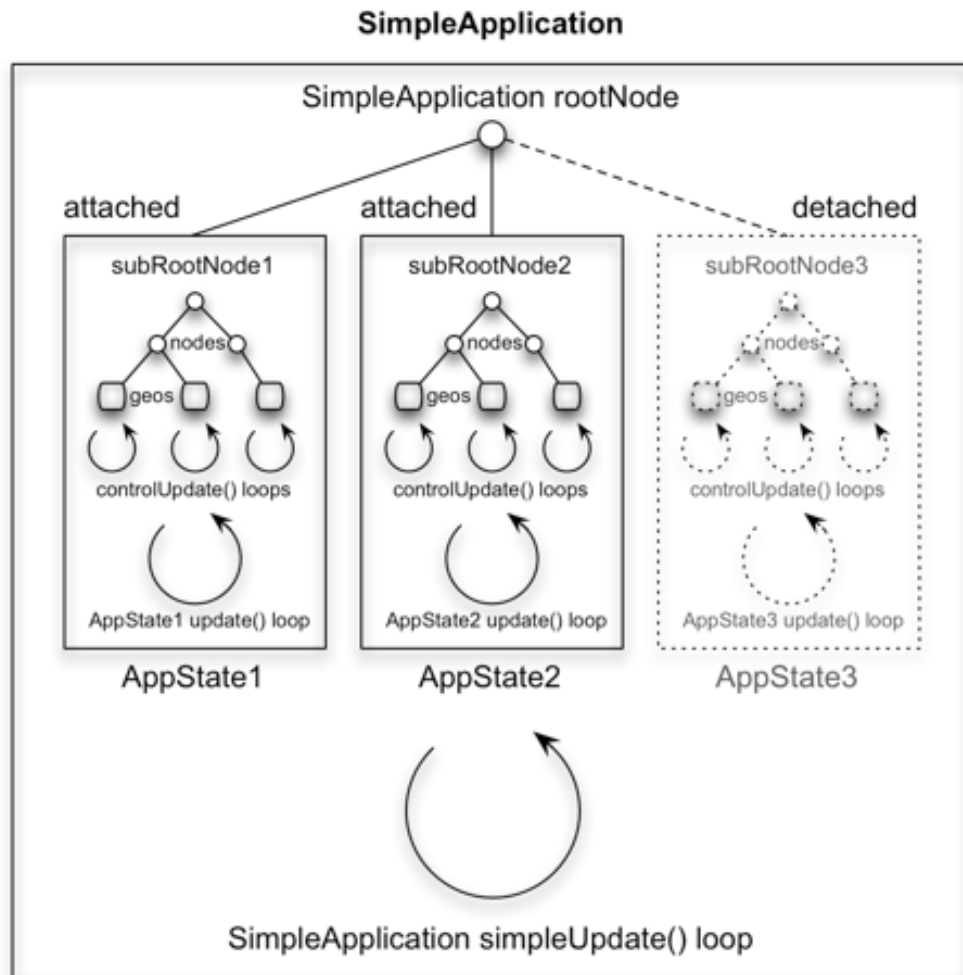 SimpleApplication
SimpleApplication rootNode
attached
attached
detached
subRootNode1
nodes
geos
controlUpdate() loops
AppState1 update() loop
AppState1
subRootNode2
nodes
geos
controlUpdate() loops
AppState2 update() loop
AppState2
subRootNode3
nodes
geos
controlUpdate() loops
AppState3 update() loop
AppState3
SimpleApplication simpleUpdate() loop